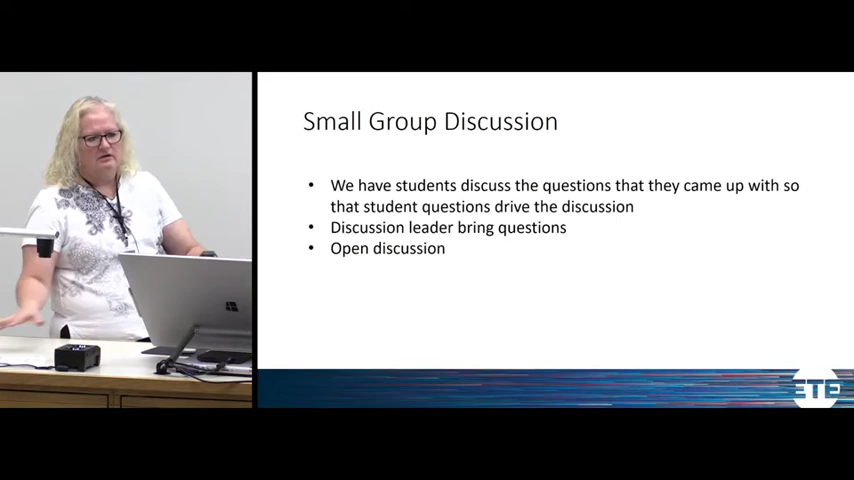 Small Group Discussion
• We have students discuss the questions that they came up with so
that student questions drive the discussion
• Discussion leader bring questions
• Open discussion
ETE